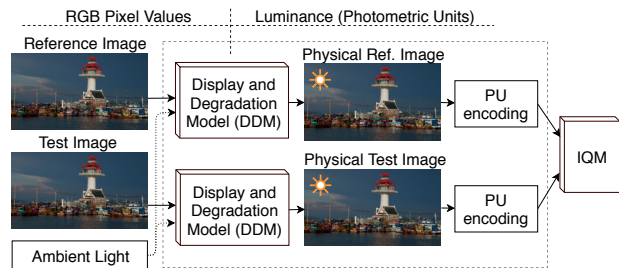 RGB Pixel Values
Luminance (Photometric Units)
Reference Image
Physical Ref. Image
Display and
Degradation
Model (DDM)
PU
encoding
Test Image
Physical Test Image
IQM
Display and
Degradation
Model (DDM)
PU
encoding
Ambient Light